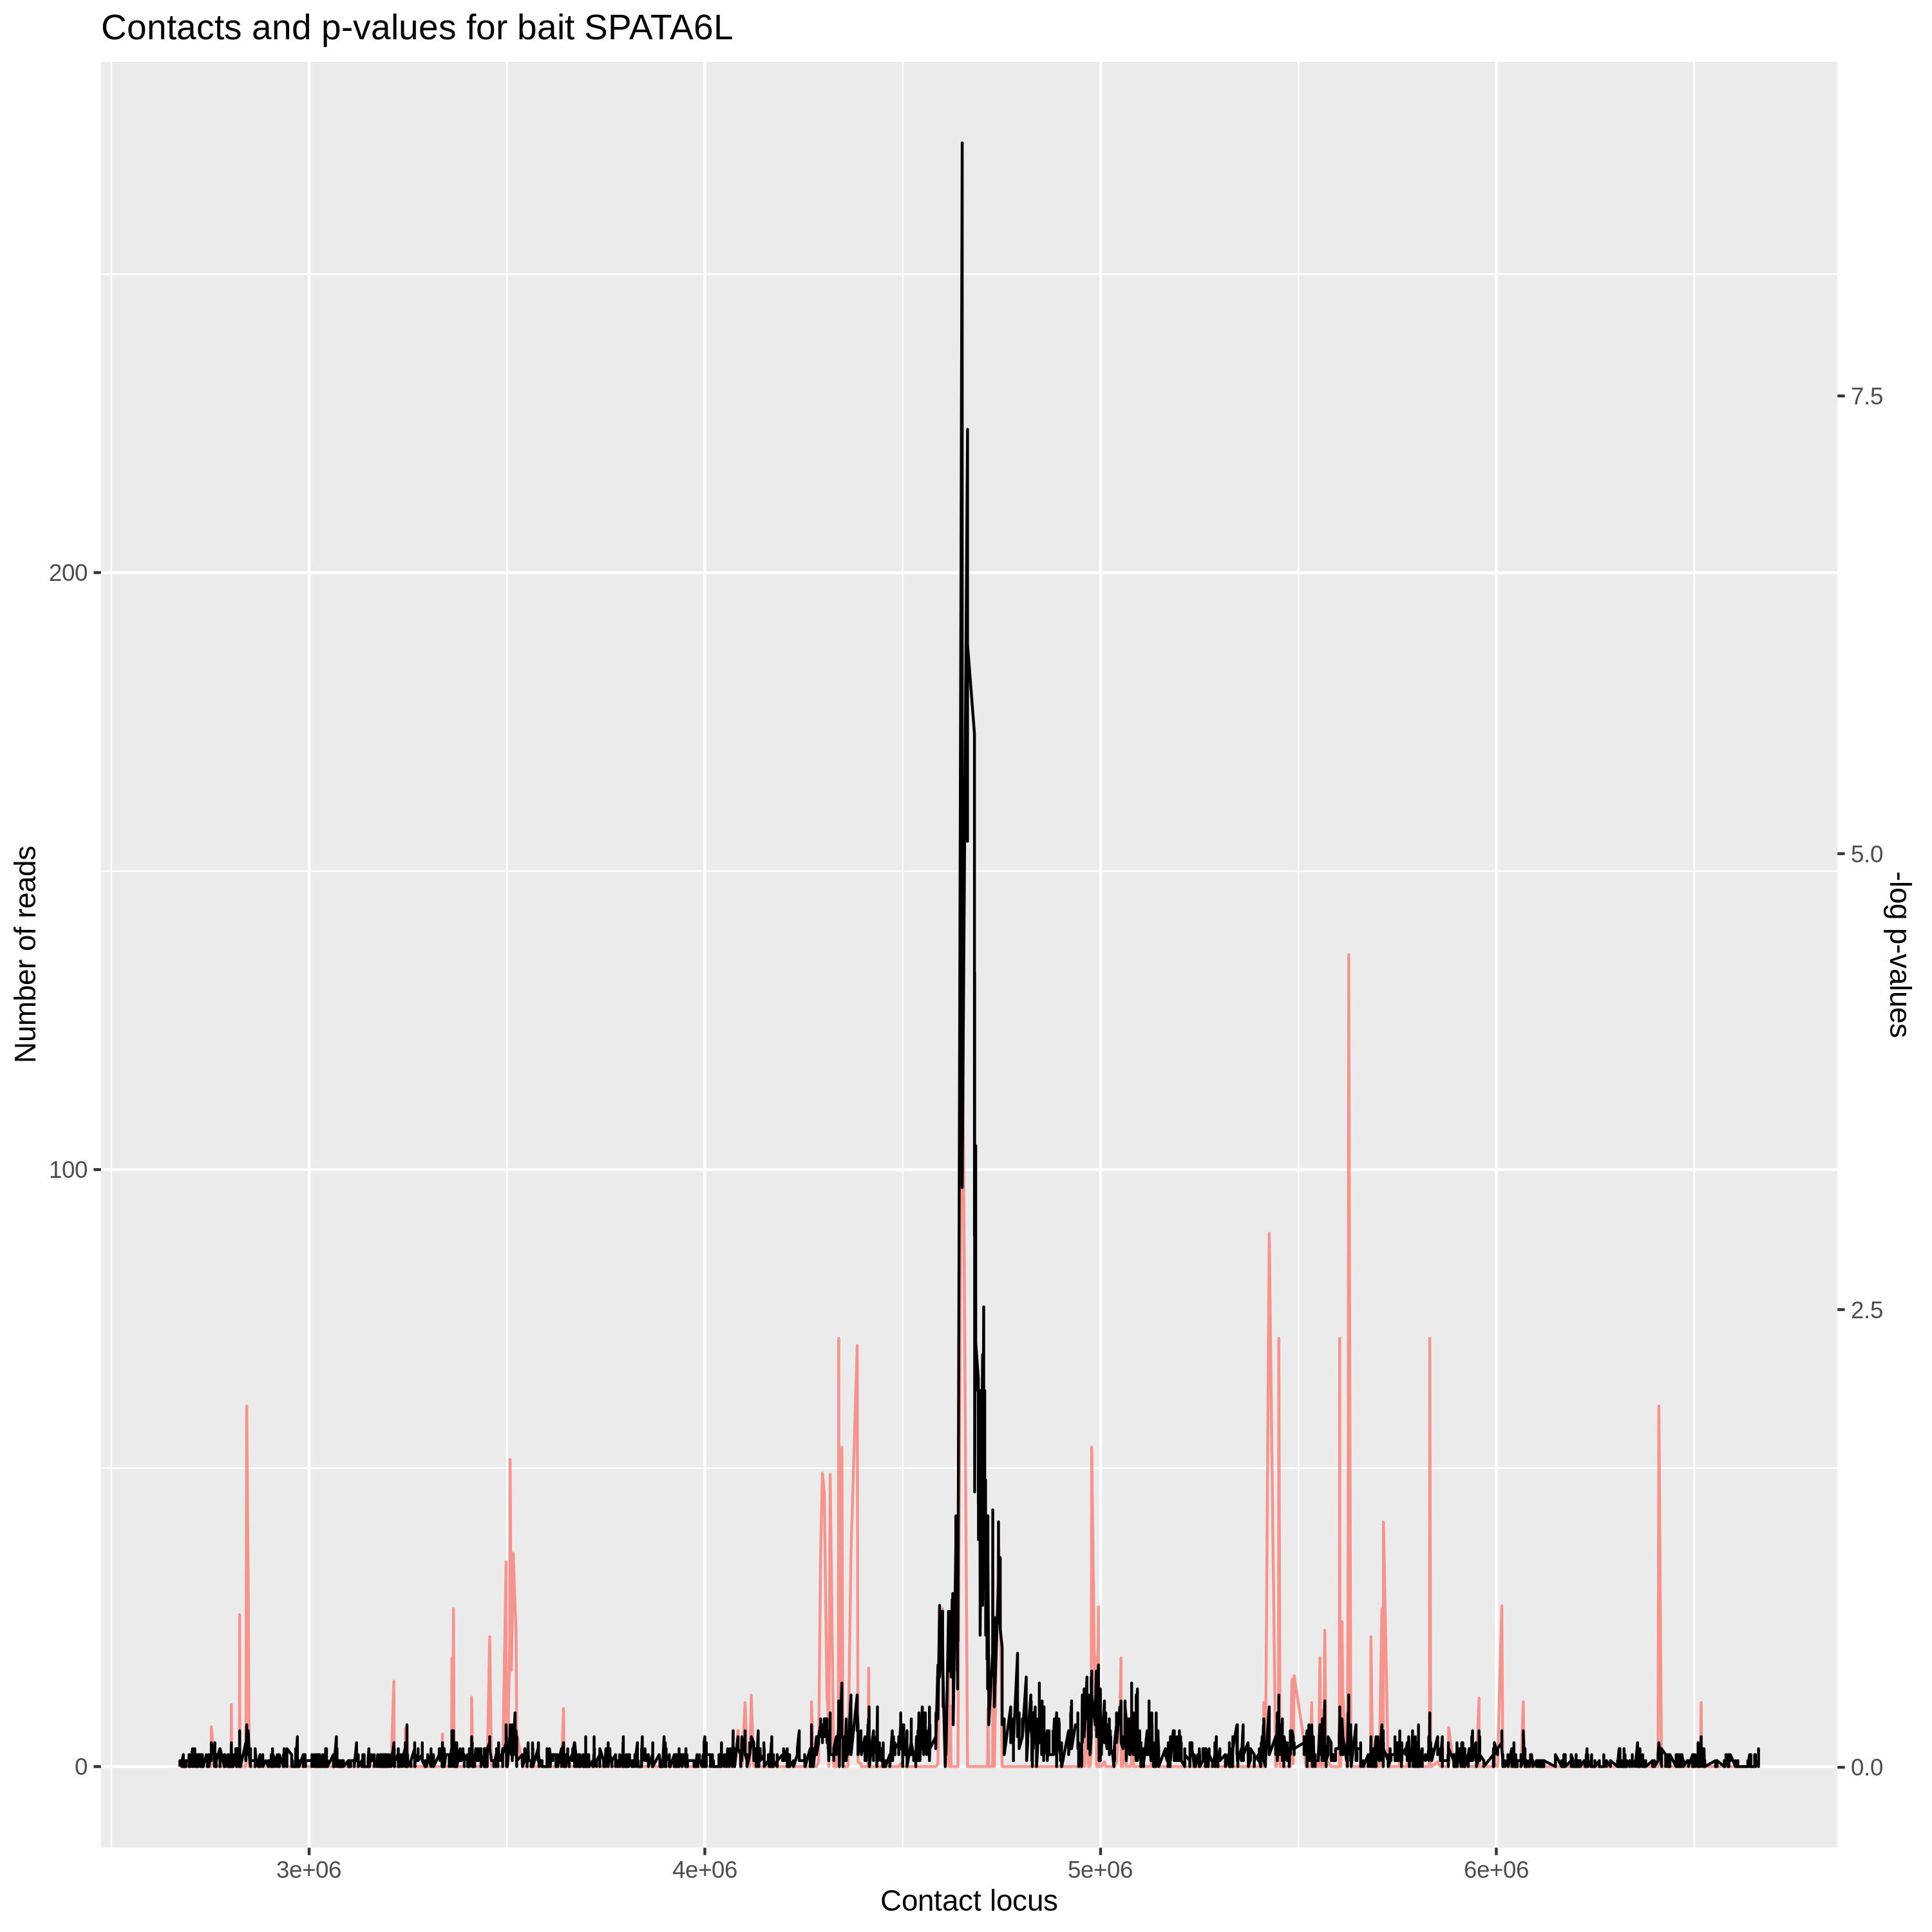 Contacts and p-values for bait SPATA6L
Number of reads
200
100
0
7.5
5.0
2.5
0.0
-log p-values
3e+06
4e+06
5e+06
6e+06
Contact locus